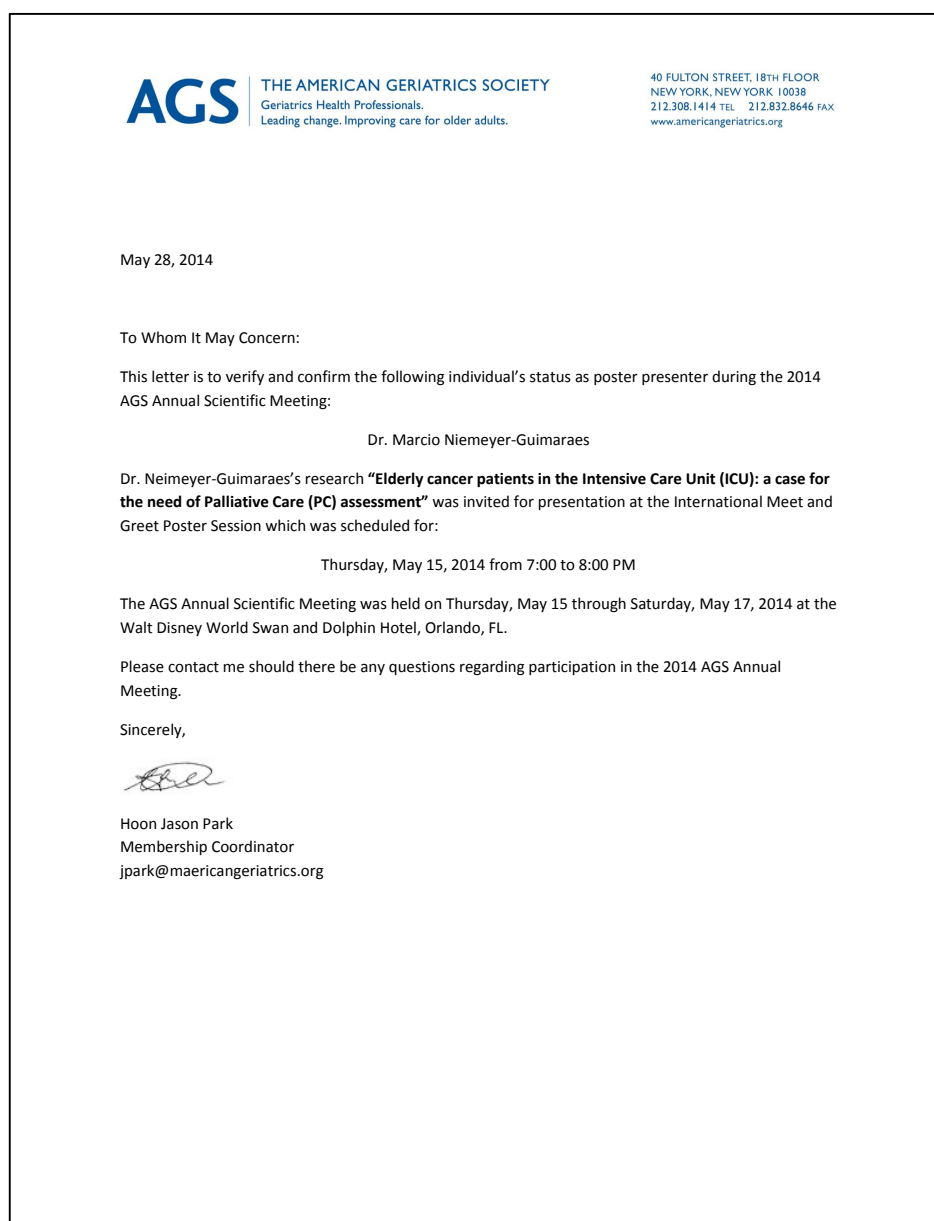 AGS
THE AMERICAN GERIATRICS SOCIETY
Geriatrics Health Professionals.
Leading change. Improving care for older adults.
40 FULTON STREET, 18TH FLOOR
NEW YORK, NEW YORK 10038
212.308.1414 TEL 212.832.8646 FAX
www.americangeriatrics.org
May 28, 2014
To Whom It May Concern:
This letter is to verify and confirm the following individual’s status as poster presenter during the 2014
AGS Annual Scientific Meeting:
Dr. Marcio Niemeyer-Guimaraes
Dr. Neimeyer-Guimaraes’s research “Elderly cancer patients in the Intensive Care Unit (ICU): a case for
the need of Palliative Care (PC) assessment” was invited for presentation at the International Meet and
Greet Poster Session which was scheduled for:
Thursday, May 15, 2014 from 7:00 to 8:00 PM
The AGS Annual Scientific Meeting was held on Thursday, May 15 through Saturday, May 17, 2014 at the
Walt Disney World Swan and Dolphin Hotel, Orlando, FL.
Please contact me should there be any questions regarding participation in the 2014 AGS Annual
Meeting.
Sincerely,
Hoon Jason Park
Membership Coordinator
jpark@maericangeriatrics.org